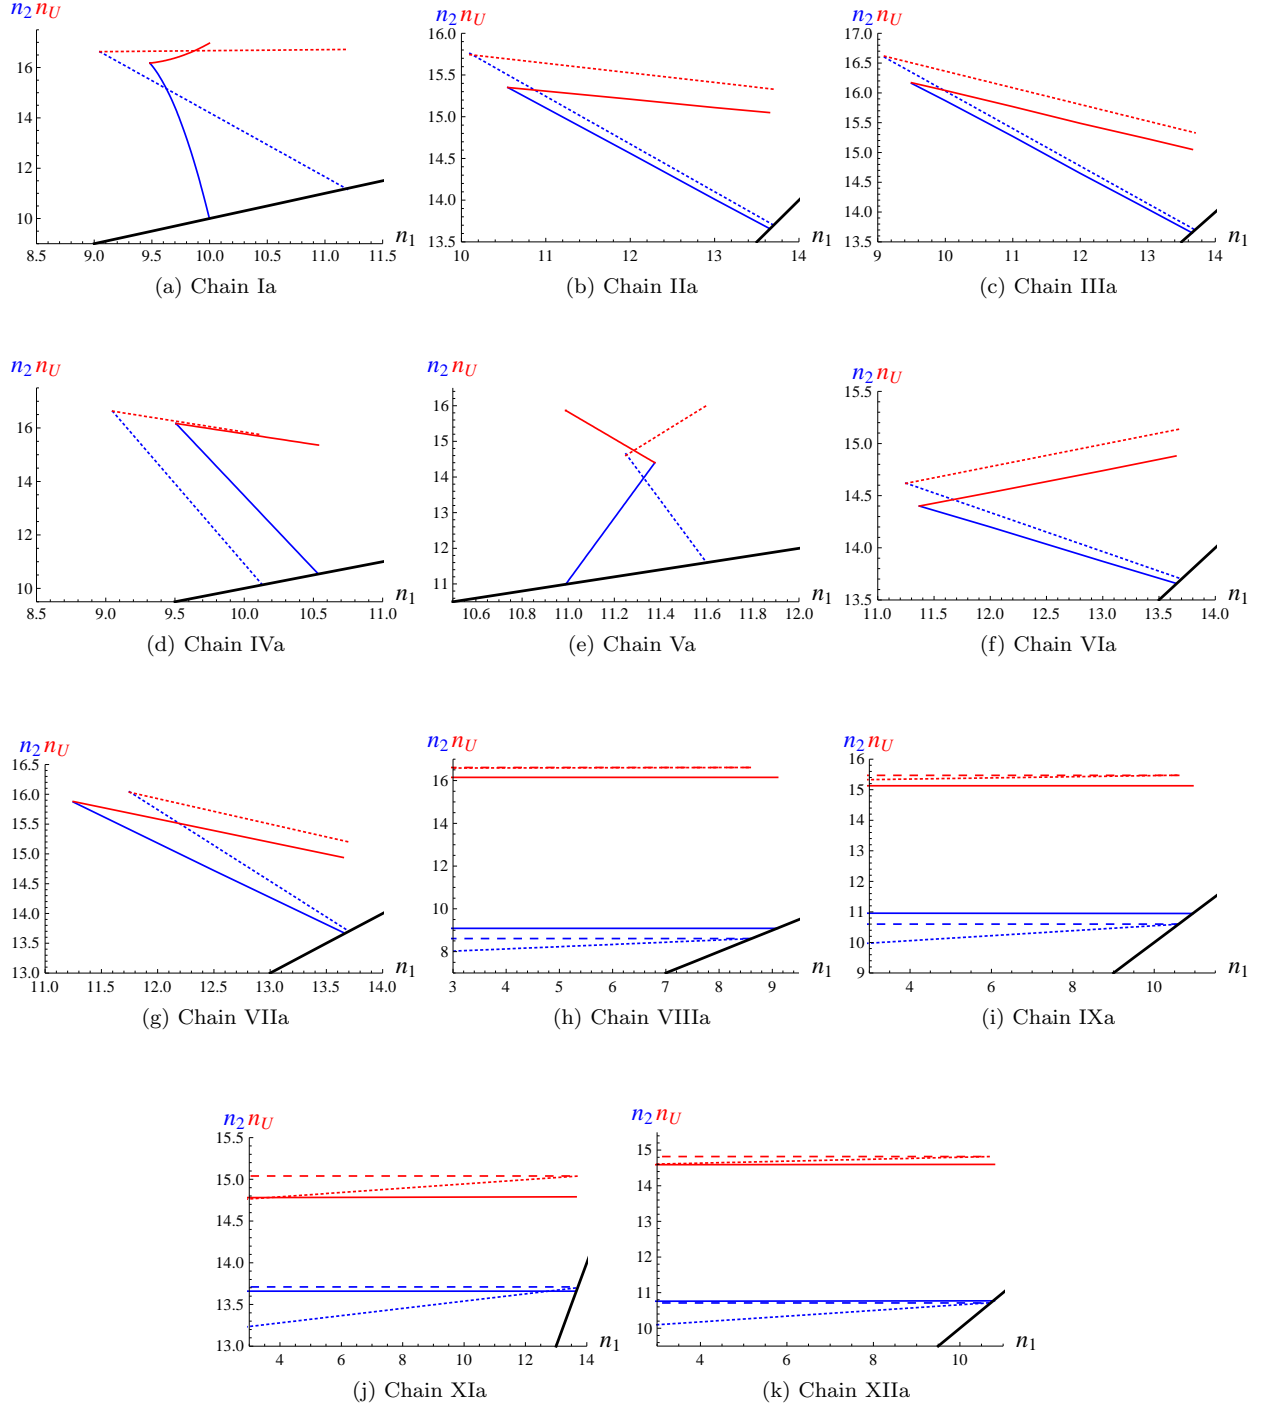 n2 nU
16
14
12
10
8.5 9.0 9.5 10.0 10.5 11.0 11.5
n1
(a) Chain Ia
n2 nU
16.0
15.5
15.0
14.5
14.0
13.5
10 11 12 13 14
n1
(b) Chain IIa
n2 nU
17.0
16.5
16.0
15.5
15.0
14.5
14.0
13.5
9 10 11 12 13 14
n1
(c) Chain IIIa
n2 nU
16
14
12
10
8.5 9.0 9.5 10.0 10.5 11.0
n1
(d) Chain IVa
n2 nU
16
15
14
13
12
11
10.6 10.8 11.0 11.2 11.4 11.6 11.8 12.0
n1
(e) Chain Va
n2 nU
15.5
15.0
14.5
14.0
13.5
11.0 11.5 12.0 12.5 13.0 13.5 14.0
n1
(f) Chain VIa
n2 nU
16.5
16.0
15.5
15.0
14.5
14.0
13.5
13.0
11.0 11.5 12.0 12.5 13.0 13.5 14.0
n1
(g) Chain VIIa
n2 nU
16
14
12
10
8
3 4 5 6 7 8 9
n1
(h) Chain VIIIa
n2 nU
16
15
14
13
12
11
10
9
4 6 8 10
n1
(i) Chain IXa
n2 nU
15.5
15.0
14.5
14.0
13.5
13.0
4 6 8 10 12 14
n1
(j) Chain XIa
n2 nU
15
14
13
12
11
10
4 6 8 10
n1
(k) Chain XIIa